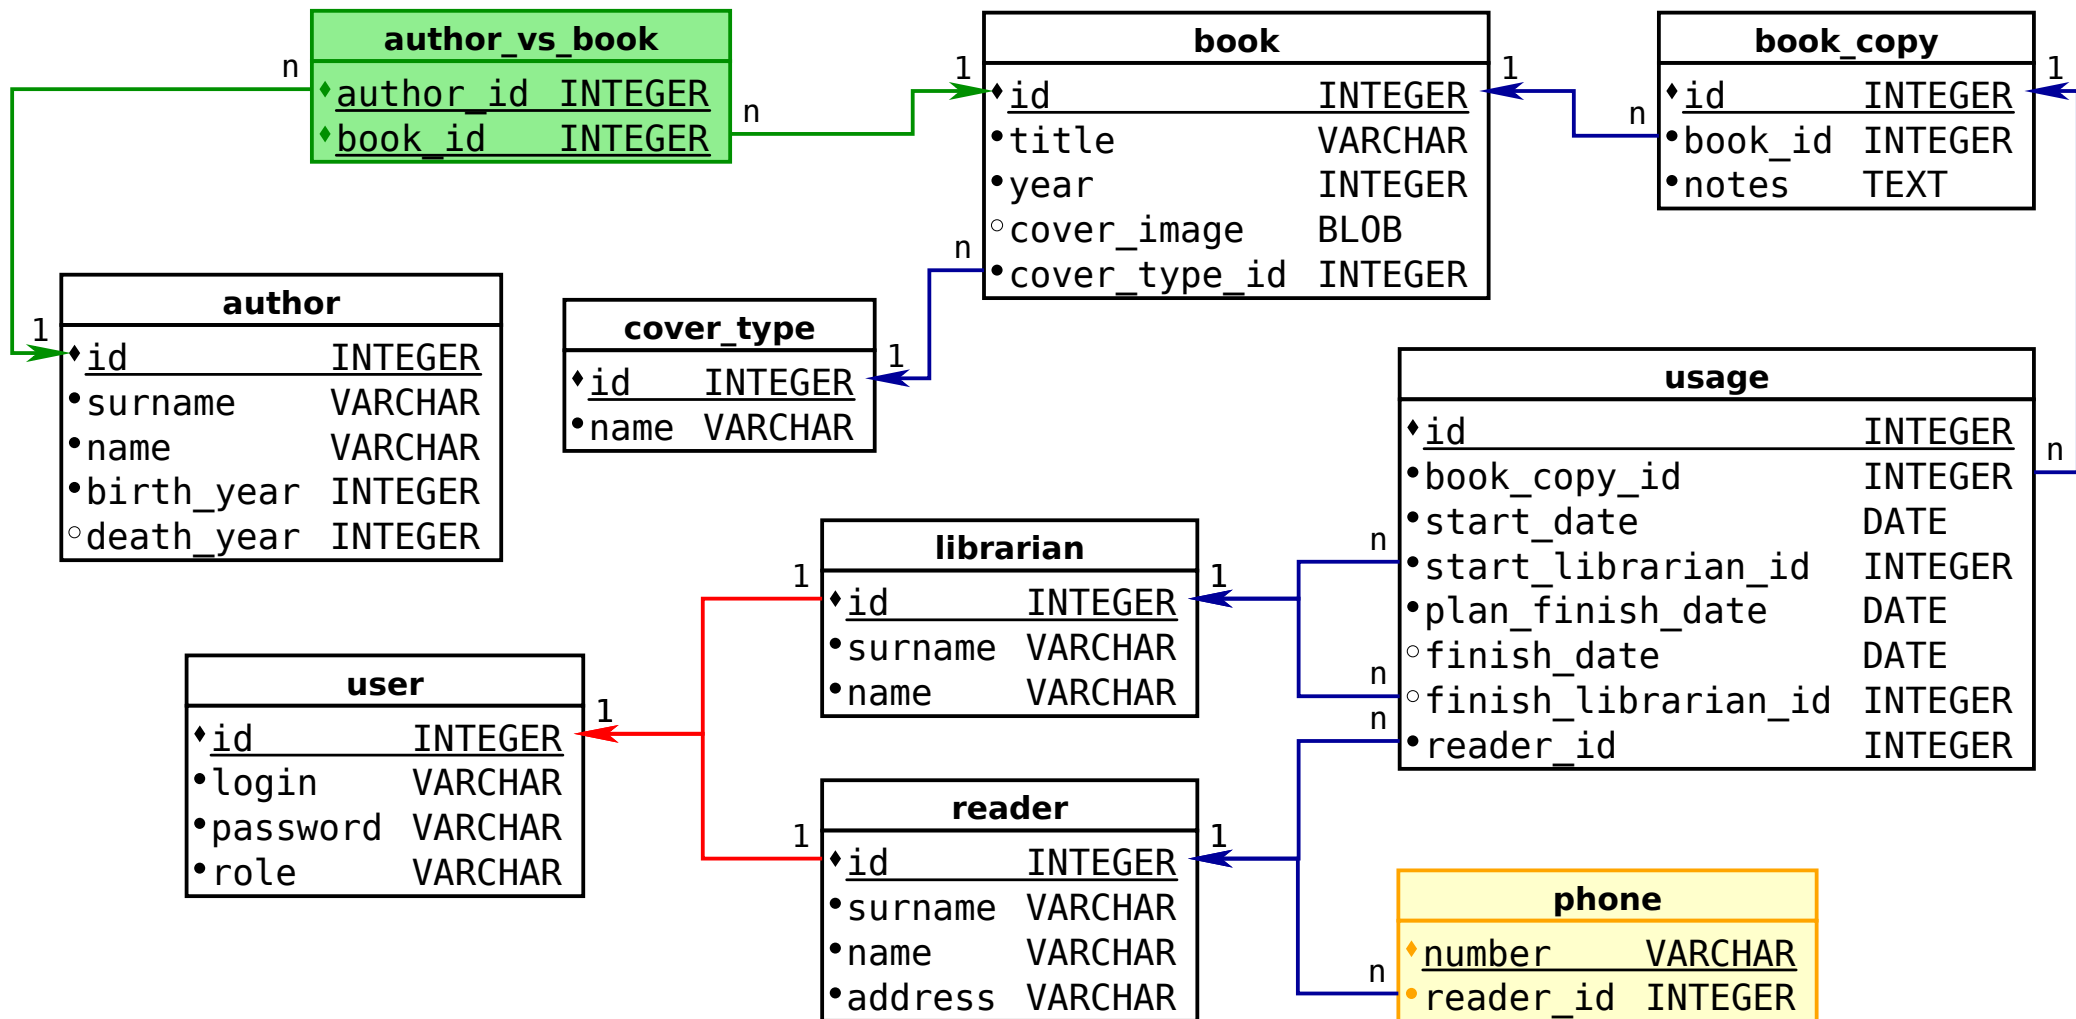 author_vs_book
n
author_id INTEGER
book_id INTEGER
n
1
book
id INTEGER
title VARCHAR
year INTEGER
cover_image BLOB
cover_type_id INTEGER
1
n
n
book_copy
id INTEGER
book_id INTEGER
notes TEXT
1
author
1
id INTEGER
surname VARCHAR
name VARCHAR
birth_year INTEGER
death_year INTEGER
cover_type
id INTEGER
name VARCHAR
1
usage
id INTEGER
book_copy_id INTEGER
start_date DATE
start_librarian_id INTEGER
plan_finish_date DATE
finish_date DATE
finish_librarian_id INTEGER
reader_id INTEGER
n
n
n
n
librarian
1
id INTEGER
surname VARCHAR
name VARCHAR
1
user
id INTEGER
login VARCHAR
password VARCHAR
role VARCHAR
1
reader
1
id INTEGER
surname VARCHAR
name VARCHAR
address VARCHAR
1
phone
number VARCHAR
reader_id INTEGER
n